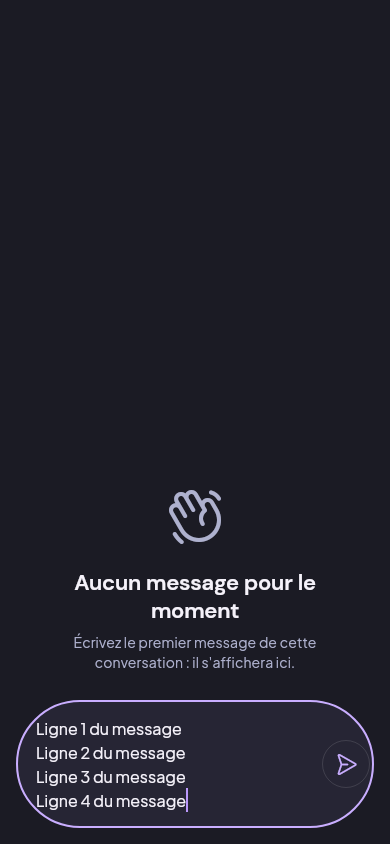 Aucun message pour le
moment
Écrivez le premier message de cette
conversation : il s'affichera ici.
Ligne 1 du message
Ligne 2 du message
Ligne 3 du message
Ligne 4 du message